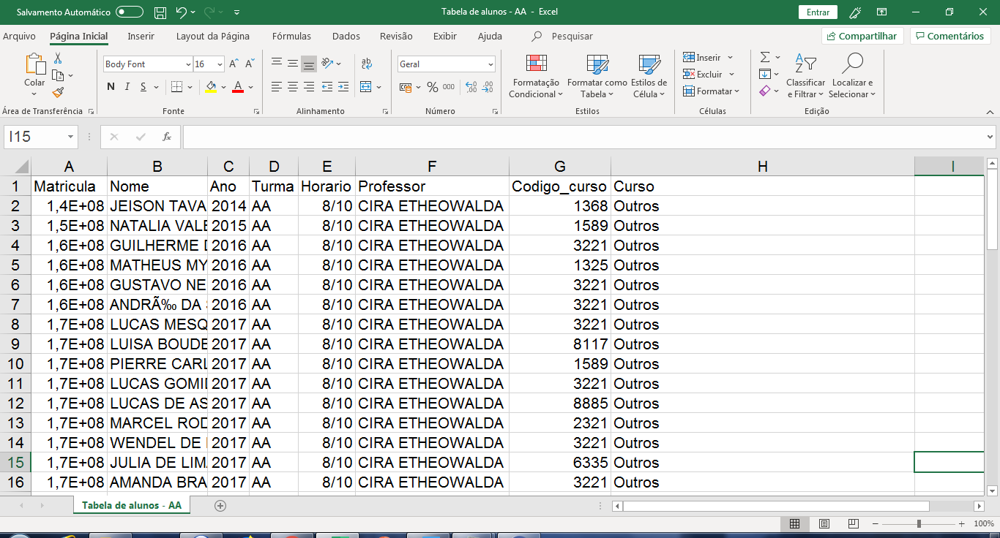 Salvamento Automático
Tabela de alunos - AA - Excel
Entrar
Arquivo Página Inicial Inserir Layout da Página Fórmulas Dados Revisão Exibir Ajuda Pesquisar Compartilhar Comentários
Colar
Área de Transferência
Body Font 16
N I S
Fonte
Alinhamento
Geral
% 000
Número
Formatação Condicional
Formatar como Tabela
Estilos de Célula
Estilos
Inserir
Excluir
Formatar
Células
Classificar e Filtrar
Localizar e Selecionar
Edição
I15 fx
A B C D E F G H I
1 Matricula Nome Ano Turma Horario Professor Codigo_curso Curso
2 1,4E+08 JEISON TAVA 2014 AA 8/10 CIRA ETHEOWALDA 1368 Outros
3 1,5E+08 NATALIA VALE 2015 AA 8/10 CIRA ETHEOWALDA 1589 Outros
4 1,6E+08 GUILHERME D 2016 AA 8/10 CIRA ETHEOWALDA 3221 Outros
5 1,6E+08 MATHEUS MY 2016 AA 8/10 CIRA ETHEOWALDA 1325 Outros
6 1,6E+08 GUSTAVO NE 2016 AA 8/10 CIRA ETHEOWALDA 3221 Outros
7 1,6E+08 ANDRÃ‰ DA 2016 AA 8/10 CIRA ETHEOWALDA 3221 Outros
8 1,7E+08 LUCAS MESQ 2017 AA 8/10 CIRA ETHEOWALDA 3221 Outros
9 1,7E+08 LUISA BOUDE 2017 AA 8/10 CIRA ETHEOWALDA 8117 Outros
10 1,7E+08 PIERRE CARL 2017 AA 8/10 CIRA ETHEOWALDA 1589 Outros
11 1,7E+08 LUCAS GOMI 2017 AA 8/10 CIRA ETHEOWALDA 3221 Outros
12 1,7E+08 LUCAS DE AS 2017 AA 8/10 CIRA ETHEOWALDA 8885 Outros
13 1,7E+08 MARCEL ROD 2017 AA 8/10 CIRA ETHEOWALDA 2321 Outros
14 1,7E+08 WENDEL DE 2017 AA 8/10 CIRA ETHEOWALDA 3221 Outros
15 1,7E+08 JULIA DE LIM 2017 AA 8/10 CIRA ETHEOWALDA 6335 Outros
16 1,7E+08 AMANDA BRA 2017 AA 8/10 CIRA ETHEOWALDA 3221 Outros
Tabela de alunos - AA
100%